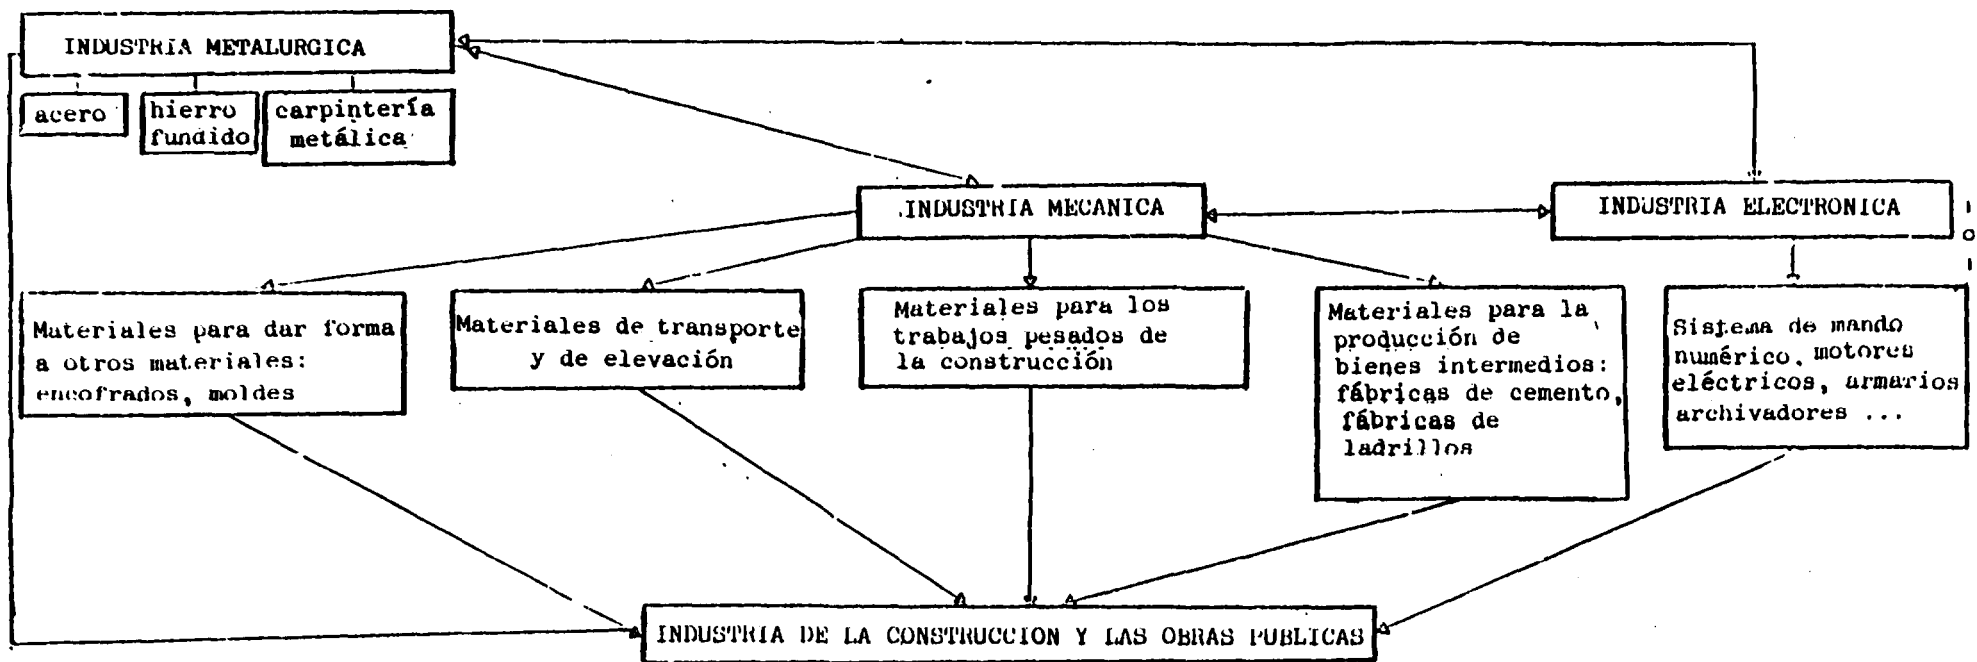 INDUSTRIA METALURGICA
acero
hierro
fundido
carpintería
metálica
INDUSTRIA MECANICA
INDUSTRIA ELECTRONICA
Materiales para dar forma
a otros materiales:
encofrados, moldes
Materiales de transporte
y de elevación
Materiales para los
trabajos pesados de
la construcción
Materiales para la
producción de
bienes intermedios:
fábricas de cemento,
fábricas de
ladrillos
Sistema de mando
numérico, motores
eléctricos, armarios
archivadores ...
INDUSTRIA DE LA CONSTRUCCION Y LAS OBRAS PUBLICAS